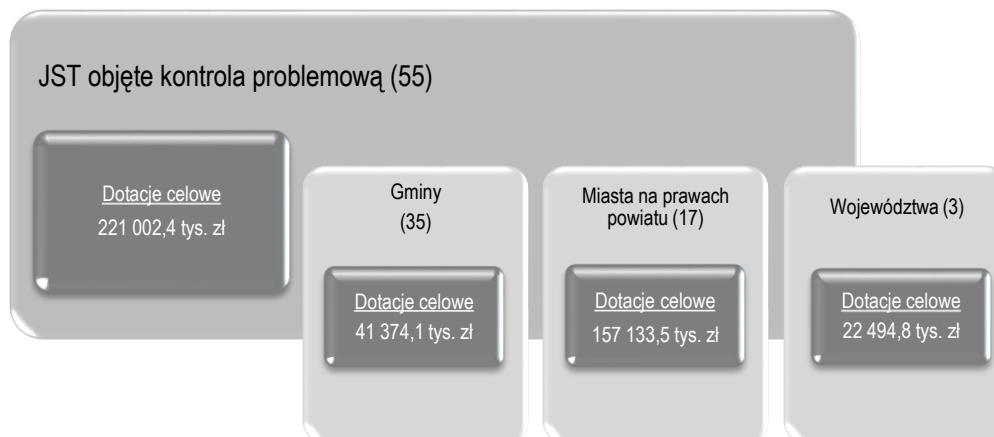 JST objęte kontrola problemową (55)
Dotacje celowe
221 002,4 tys. zł
Gminy
(35)
Dotacje celowe
41 374,1 tys. zł
Miasta na prawach
powiatu (17)
Dotacje celowe
157 133,5 tys. zł
Województwa (3)
Dotacje celowe
22 494,8 tys. zł